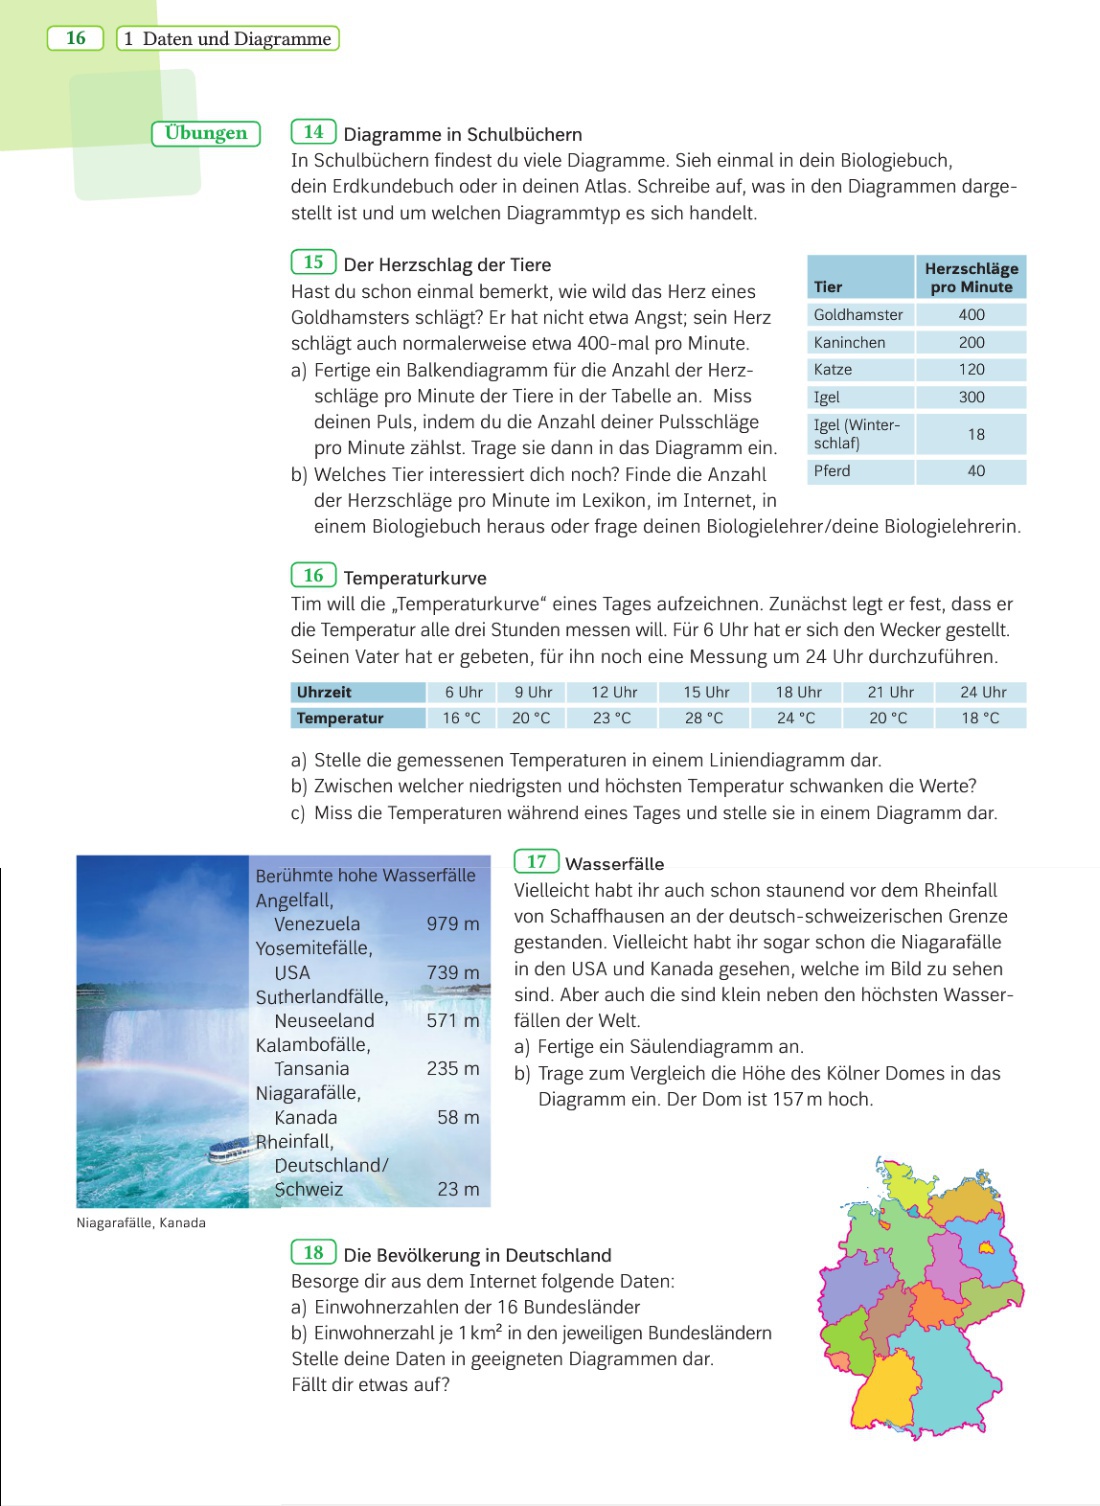 16
1 Daten und Diagramme
Übungen
14 Diagramme in Schulbüchern
In Schulbüchern findest du viele Diagramme. Sieh einmal in dein Biologiebuch,
dein Erdkundebuch oder in deinen Atlas. Schreibe auf, was in den Diagrammen darge-
stellt ist und um welchen Diagrammtyp es sich handelt.
15 Der Herzschlag der Tiere
Hast du schon einmal bemerkt, wie wild das Herz eines
Goldhamsters schlägt? Er hat nicht etwa Angst; sein Herz
schlägt auch normalerweise etwa 400-mal pro Minute.
a) Fertige ein Balkendiagramm für die Anzahl der Herz-
schläge pro Minute der Tiere in der Tabelle an. Miss
deinen Puls, indem du die Anzahl deiner Pulsschläge
pro Minute zählst. Trage sie dann in das Diagramm ein.
b) Welches Tier interessiert dich noch? Finde die Anzahl
der Herzschläge pro Minute im Lexikon, im Internet, in
einem Biologiebuch heraus oder frage deinen Biologielehrer/deine Biologielehrerin.
Herzschläge
Tier pro Minute
Goldhamster 400
Kaninchen 200
Katze 120
Igel 300
Igel (Winter-
schlaf) 18
Pferd 40
16 Temperaturkurve
Tim will die „Temperaturkurve“ eines Tages aufzeichnen. Zunächst legt er fest, dass er
die Temperatur alle drei Stunden messen will. Für 6 Uhr hat er sich den Wecker gestellt.
Seinen Vater hat er gebeten, für ihn noch eine Messung um 24 Uhr durchzuführen.
Uhrzeit 6 Uhr 9 Uhr 12 Uhr 15 Uhr 18 Uhr 21 Uhr 24 Uhr
Temperatur 16 °C 20 °C 23 °C 28 °C 24 °C 20 °C 18 °C
a) Stelle die gemessenen Temperaturen in einem Liniendiagramm dar.
b) Zwischen welcher niedrigsten und höchsten Temperatur schwanken die Werte?
c) Miss die Temperaturen während eines Tages und stelle sie in einem Diagramm dar.
Berühmte hohe Wasserfälle
Angelfall,
Venezuela 979 m
Yosemitefälle,
USA 739 m
Sutherlandfälle,
Neuseeland 571 m
Kalambofälle,
Tansania 235 m
Niagarafälle,
Kanada 58 m
Rheinfall,
Deutschland/
Schweiz 23 m
Niagarafälle, Kanada
17 Wasserfälle
Vielleicht habt ihr auch schon staunend vor dem Rheinfall
von Schaffhausen an der deutsch-schweizerischen Grenze
gestanden. Vielleicht habt ihr sogar schon die Niagarafälle
in den USA und Kanada gesehen, welche im Bild zu sehen
sind. Aber auch die sind klein neben den höchsten Wasser-
fällen der Welt.
a) Fertige ein Säulendiagramm an.
b) Trage zum Vergleich die Höhe des Kölner Domes in das
Diagramm ein. Der Dom ist 157 m hoch.
18 Die Bevölkerung in Deutschland
Besorge dir aus dem Internet folgende Daten:
a) Einwohnerzahlen der 16 Bundesländer
b) Einwohnerzahl je 1 km² in den jeweiligen Bundesländern
Stelle deine Daten in geeigneten Diagrammen dar.
Fällt dir etwas auf?